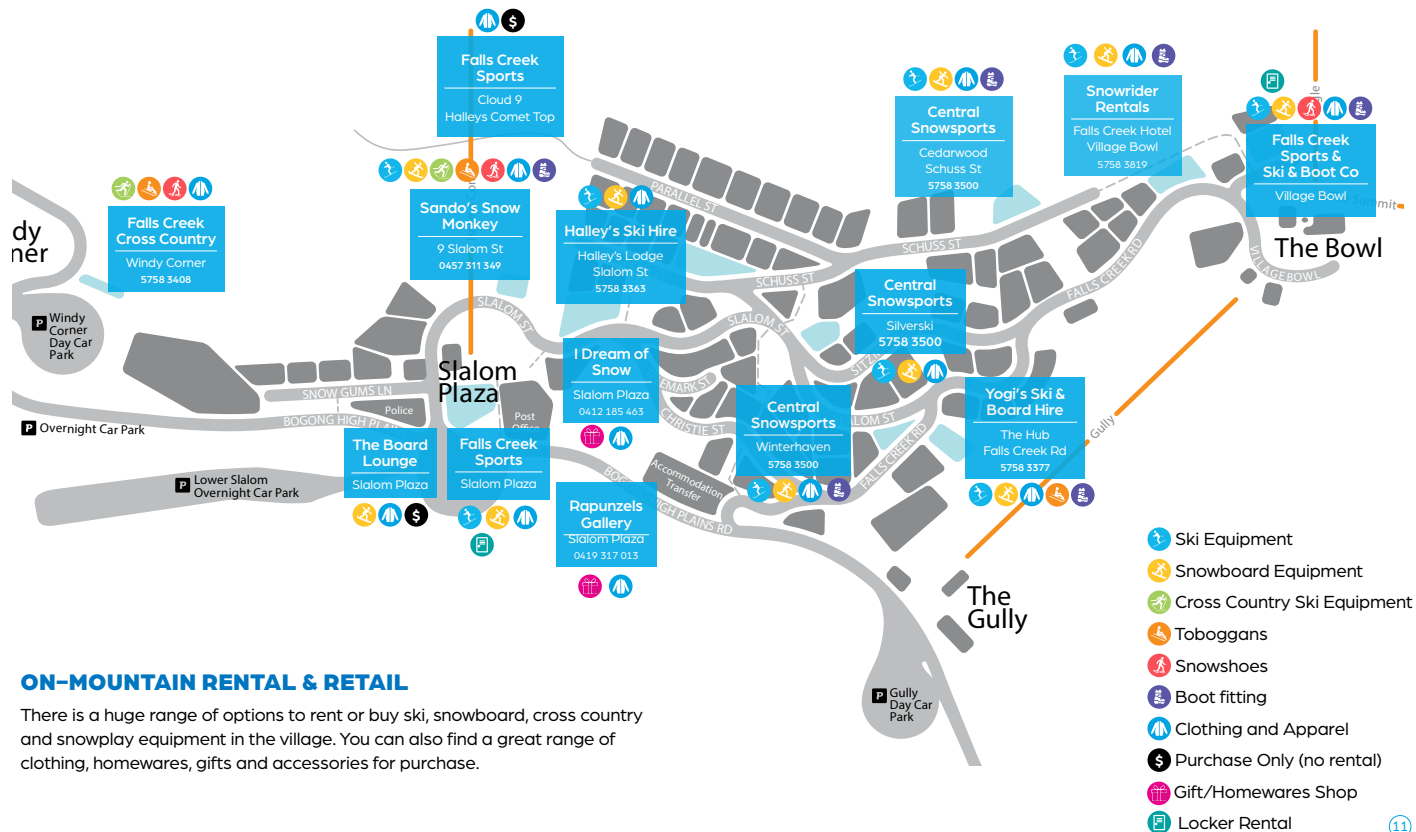 Falls Creek
Sports
Cloud 9
Halleys Comet Top
Central
Snowsports
Cedarwood
Schuss St
5758 3500
Snowrider
Rentals
Falls Creek Hotel
Village Bowl
5758 3819
Falls Creek
Sports &
Ski & Boot Co
Village Bowl
Summit
The Bowl
VILLAGE BOWL
dy
ner
Falls Creek
Cross Country
Windy Corner
5758 3408
Sando's Snow
Monkey
9 Slalom St
0457 311 349
Halley's Ski Hire
Halley's Lodge
Slalom St
5758 3363
PARALLEL ST
SCHUSS ST
SCHUSS ST
FALLS CREEK RD
Central
Snowsports
Silverski
5758 3500
P Windy
Corner
Day Car
Park
SLALOM ST
SLALOM ST
Slalom
Plaza
I Dream of
Snow
Slalom Plaza
0412 185 463
EMARK ST
CHRISTIE ST
SNOW GUMS LN
Police
BOGONG HIGH PLAIN
Post
P Overnight Car Park
Central
Snowsports
Winterhaven
5758 3500
LOM ST
FALLS CREEK RD
Yogi's Ski &
Board Hire
The Hub
Falls Creek Rd
5758 3377
Gully
The Board
Lounge
Slalom Plaza
Falls Creek
Sports
Slalom Plaza
P Lower Slalom
Overnight Car Park
Accommodation
Transfer
BOGO
HIGH PLAINS RD
Rapunzels
Gallery
Slalom Plaza
0419 317 013
The
Gully
P Gully
Day Car
Park
Ski Equipment
Snowboard Equipment
Cross Country Ski Equipment
Toboggans
Snowshoes
Boot fitting
Clothing and Apparel
$ Purchase Only (no rental)
Gift/Homewares Shop
Locker Rental
ON-MOUNTAIN RENTAL & RETAIL
There is a huge range of options to rent or buy ski, snowboard, cross country
and snowplay equipment in the village. You can also find a great range of
clothing, homewares, gifts and accessories for purchase.
11